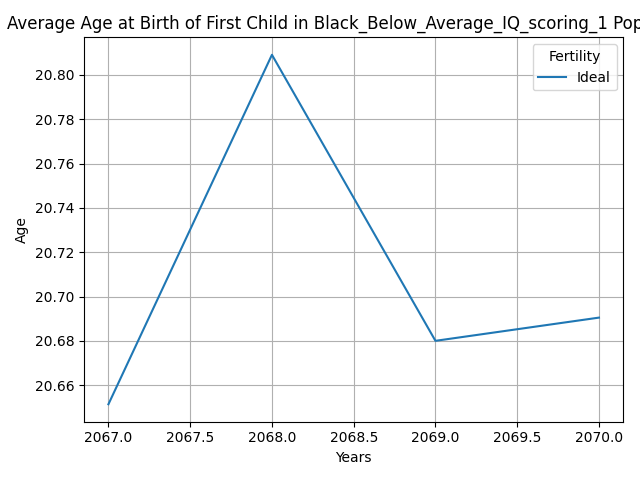 Average Age at Birth of First Child in Black_Below_Average_IQ_scoring_1 Pop
Fertility
Ideal
20.80
20.78
20.76
20.74
20.72
20.70
20.68
20.66
Age
2067.0 2067.5 2068.0 2068.5 2069.0 2069.5 2070.0
Years